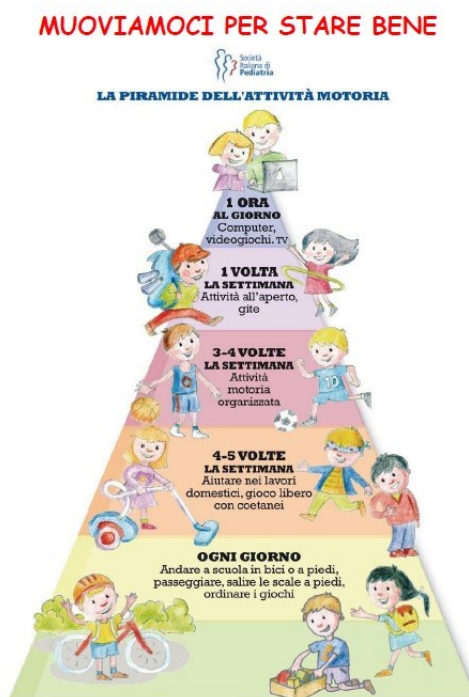 MUOVIAMOCI PER STARE BENE
Società
Italiana di
Pediatria
LA PIRAMIDE DELL'ATTIVITÀ MOTORIA
1 ORA
AL GIORNO
Computer,
videogiochi. TV
1 VOLTA
LA SETTIMANA
Attività all'aperto,
gite
3-4 VOLTE
LA SETTIMANA
Attività
motoria
organizzata
4-5 VOLTE
LA SETTIMANA
Aiutare nei lavori
domestici, gioco libero
con coetanei
OGNI GIORNO
Andare a scuola in bici o a piedi,
passeggiare, salire le scale a piedi,
ordinare i giochi